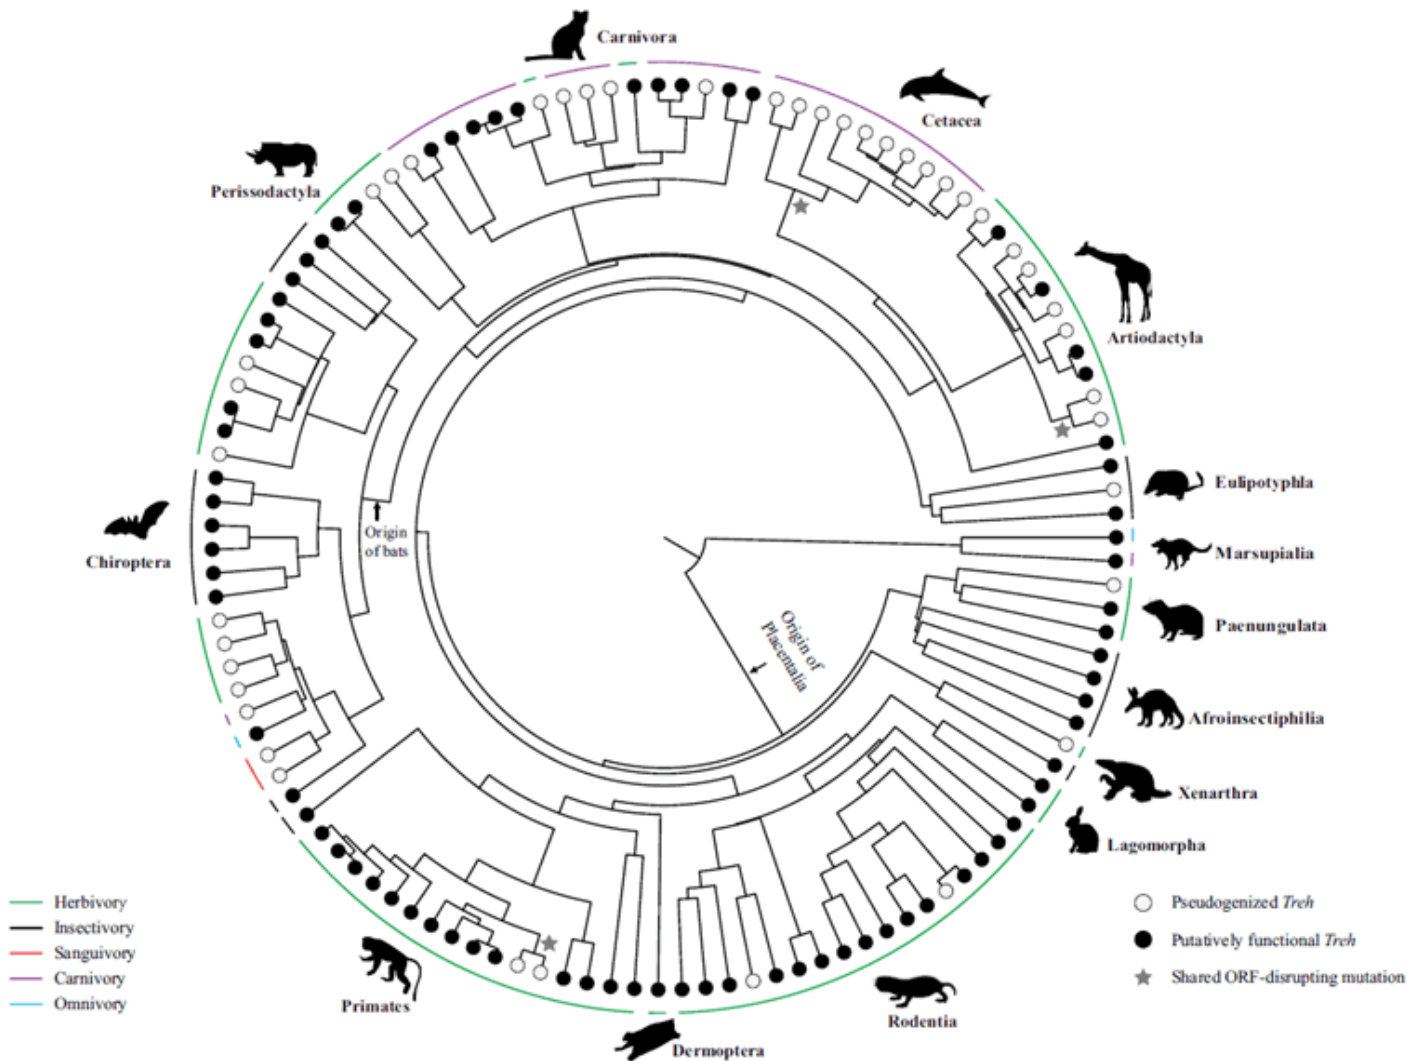 Carnivora
Cetacea
Perissodactyla
Artiodactyla
Eulipotyphla
Origin
of bats
Chiroptera
Marsupialia
Origin of
Placentalia
Paenungulata
Afroinsectiphilia
Xenarthra
Lagomorpha
Herbivory
Insectivory
Sanguivory
Carnivory
Omnivory
Pseudogenized Treh
Putatively functional Treh
Shared ORF-disrupting mutation
Primates
Rodentia
Dermoptera